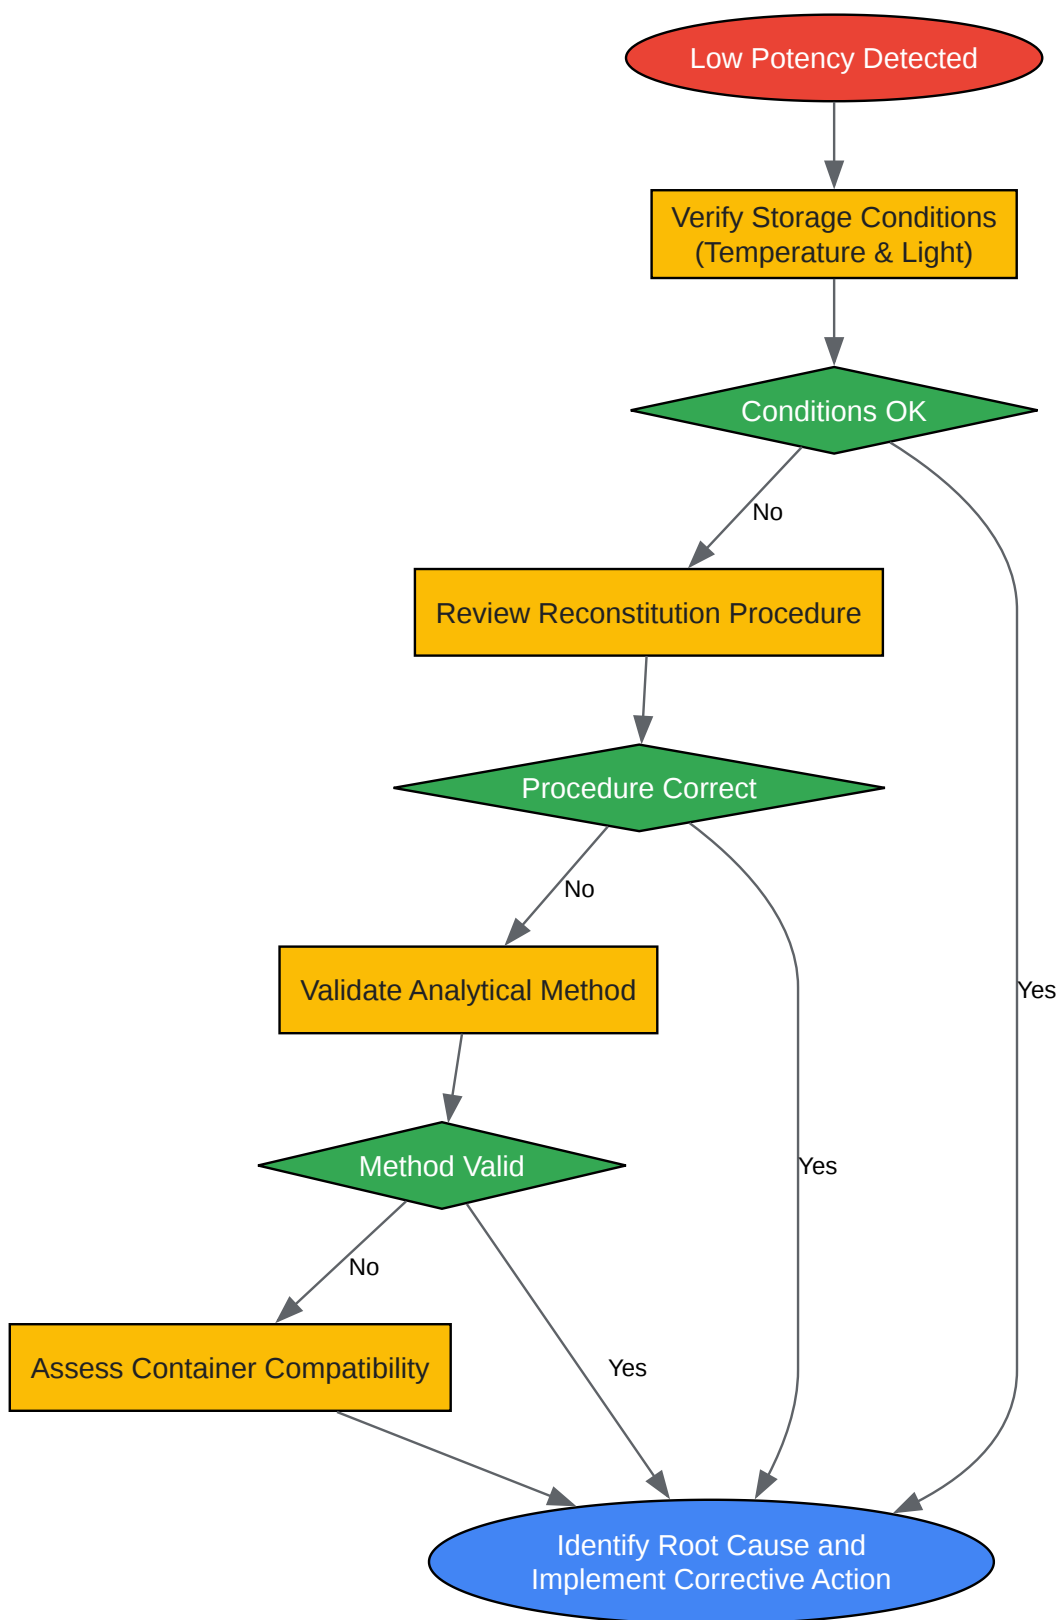 Low Potency Detected
Verify Storage Conditions
(Temperature & Light)
Conditions OK
No
Review Reconstitution Procedure
Procedure Correct
No
Validate Analytical Method
Yes
Method Valid
Yes
No
Assess Container Compatibility
Yes
Identify Root Cause and
Implement Corrective Action